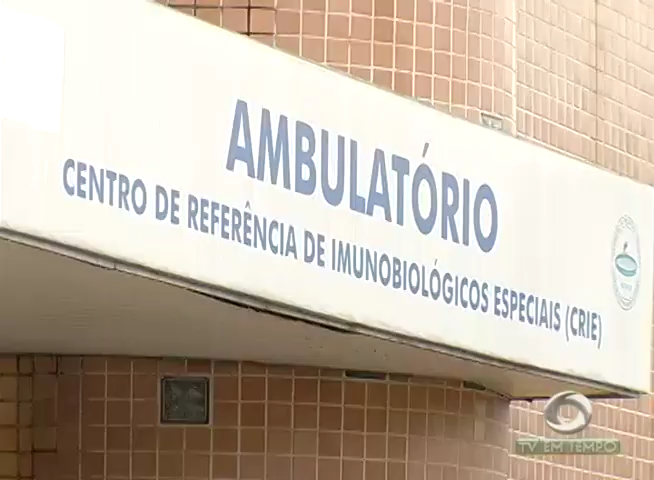 AMBULATÓRIO
CENTRO DE REFERÊNCIA DE IMUNOBIOLÓGICOS ESPECIAIS (CRIE)
TV EM TEMPO